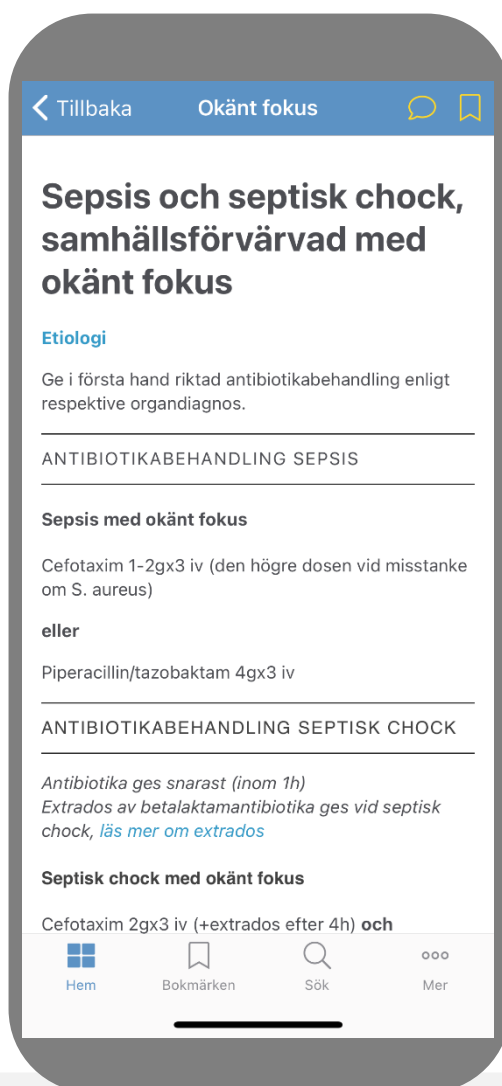 Tillbaka
Okänt fokus
Sepsis och septisk chock,
samhällsförvärvad med
okänt fokus
Etiologi
Ge i första hand riktad antibiotikabehandling enligt
respektive organdiagnos.
ANTIBIOTIKABEHANDLING SEPSIS
Sepsis med okänt fokus
Cefotaxim 1-2gx3 iv (den högre dosen vid misstanke
om S. aureus)
eller
Piperacillin/tazobaktam 4gx3 iv
ANTIBIOTIKABEHANDLING SEPTISK CHOCK
Antibiotika ges snarast (inom 1h)
Extrados av betalaktamantibiotika ges vid septisk
chock, läs mer om extrados
Septisk chock med okänt fokus
Cefotaxim 2gx3 iv (+extrados efter 4h) och
Hem
Bokmärken
Sök
Mer